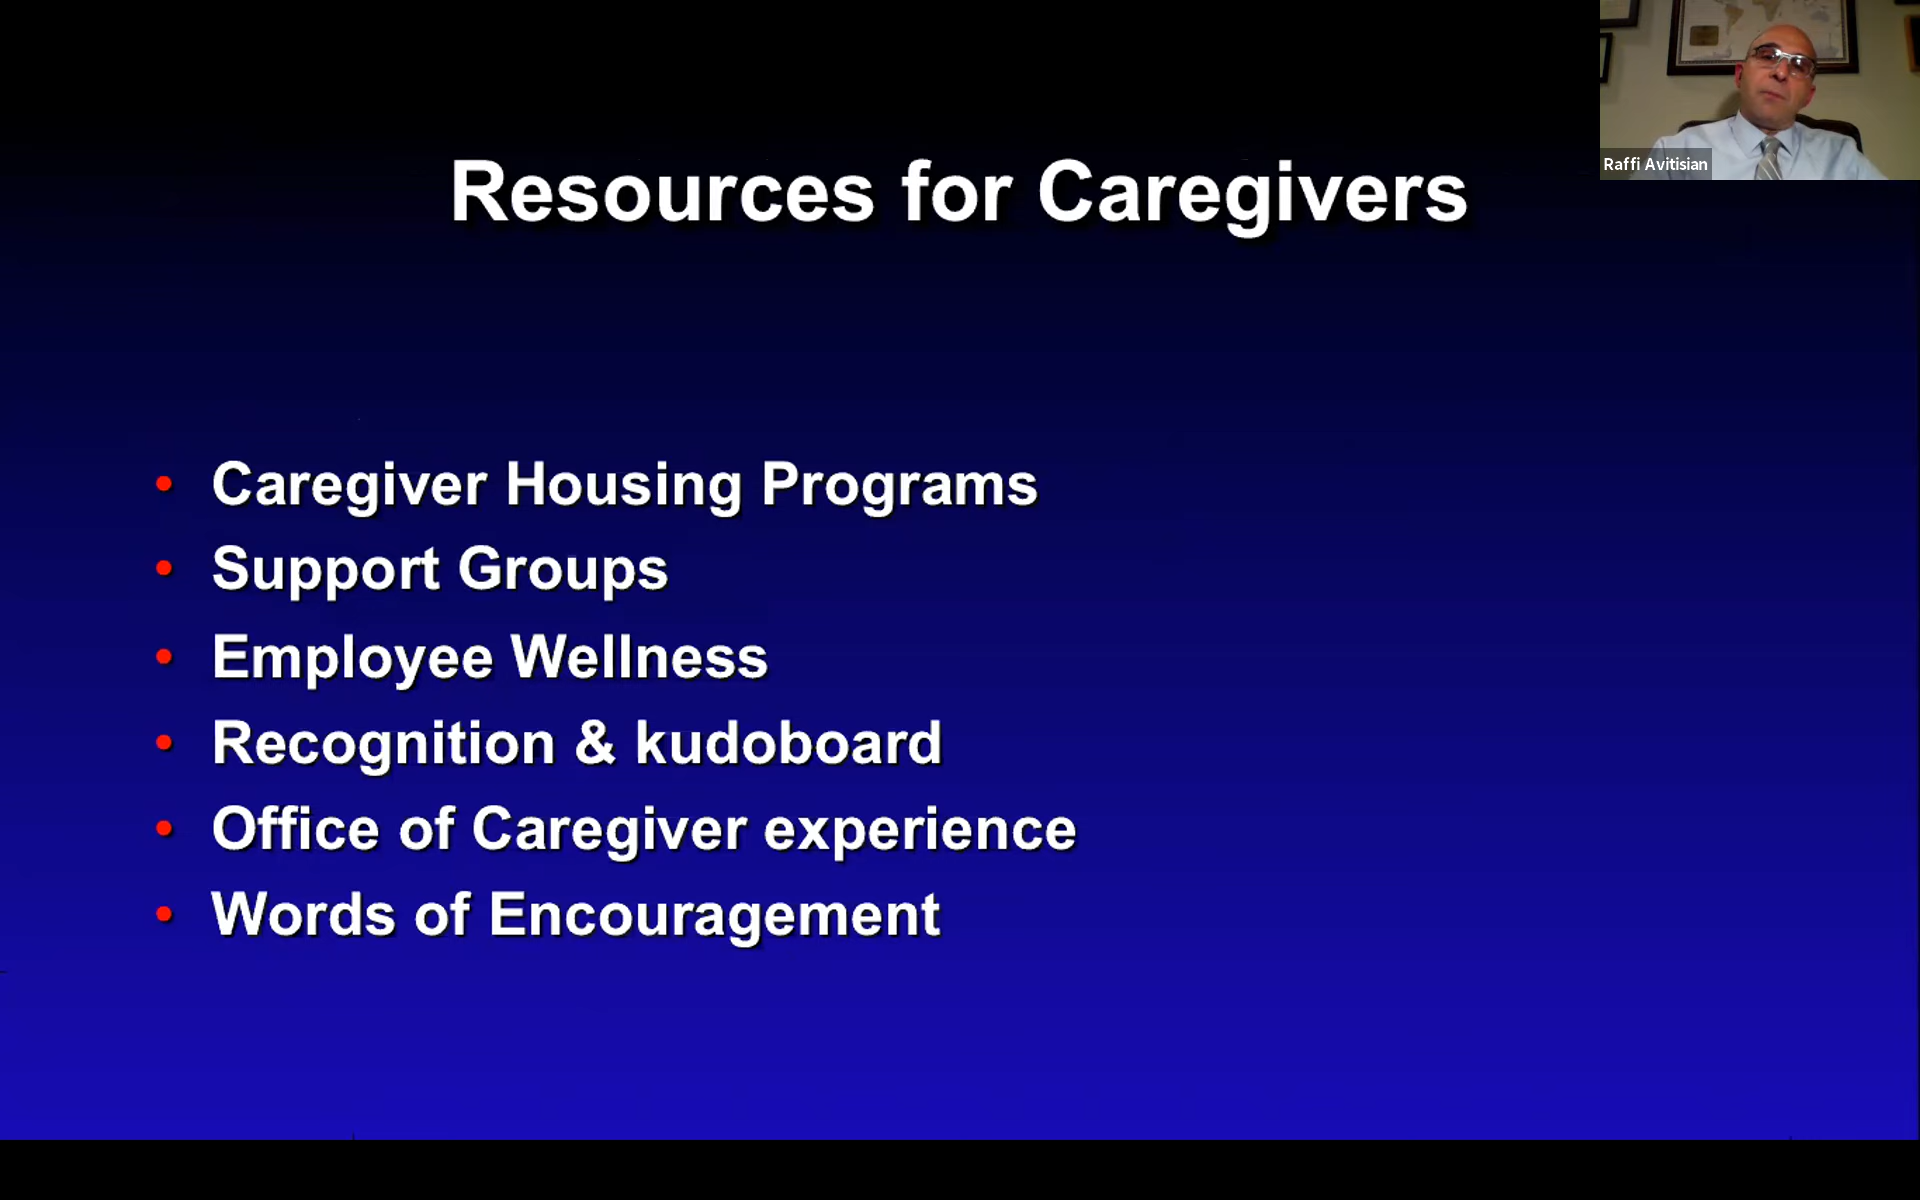 Raffi Avitisian
Resources for Caregivers
• Caregiver Housing Programs
• Support Groups
• Employee Wellness
• Recognition & kudoboard
• Office of Caregiver experience
• Words of Encouragement